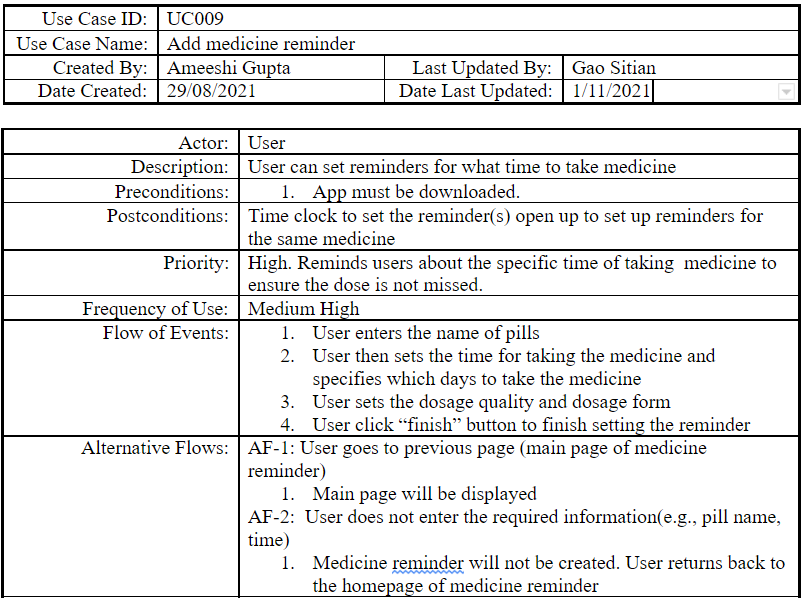 Use Case ID: UC009
Use Case Name: Add medicine reminder
Created By: Ameeshi Gupta Last Updated By: Gao Sitian
Date Created: 29/08/2021 Date Last Updated: 1/11/2021
Actor: User
Description: User can set reminders for what time to take medicine
Preconditions: 1. App must be downloaded.
Postconditions: Time clock to set the reminder(s) open up to set up reminders for
the same medicine
Priority: High. Reminds users about the specific time of taking medicine to
ensure the dose is not missed.
Frequency of Use: Medium High
Flow of Events: 1. User enters the name of pills
2. User then sets the time for taking the medicine and
specifies which days to take the medicine
3. User sets the dosage quality and dosage form
4. User click “finish” button to finish setting the reminder
Alternative Flows: AF-1: User goes to previous page (main page of medicine
reminder)
1. Main page will be displayed
AF-2: User does not enter the required information(e.g., pill name,
time)
1. Medicine reminder will not be created. User returns back to
the homepage of medicine reminder